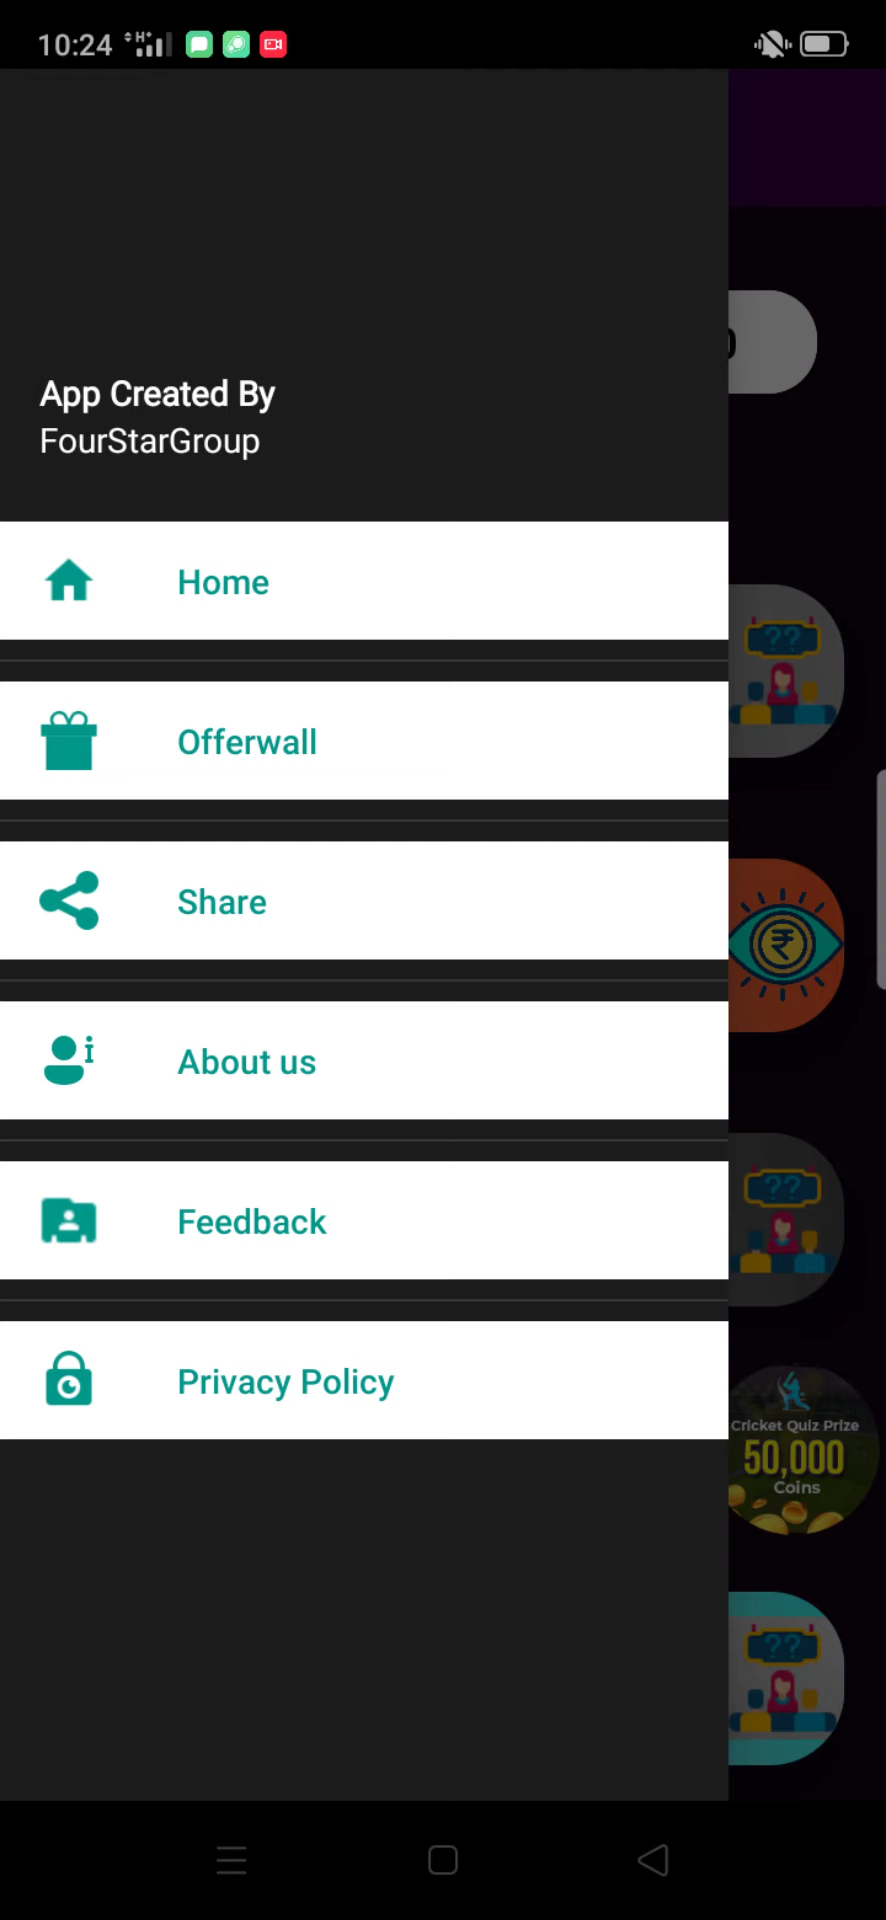 10:24
App Created By
FourStarGroup
Home
Offerwall
Share
About us
Feedback
Privacy Policy
??
₹
??
Cricket Quiz Prize
50,000
Coins
??